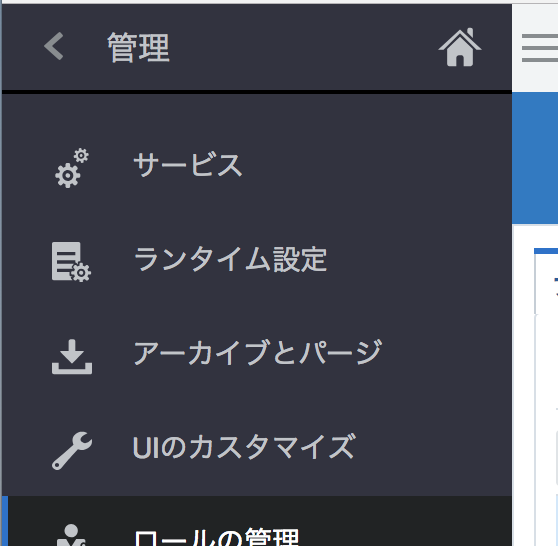 管理
サービス
ランタイム設定
アーカイブとパージ
UIのカスタマイズ
ロールの管理